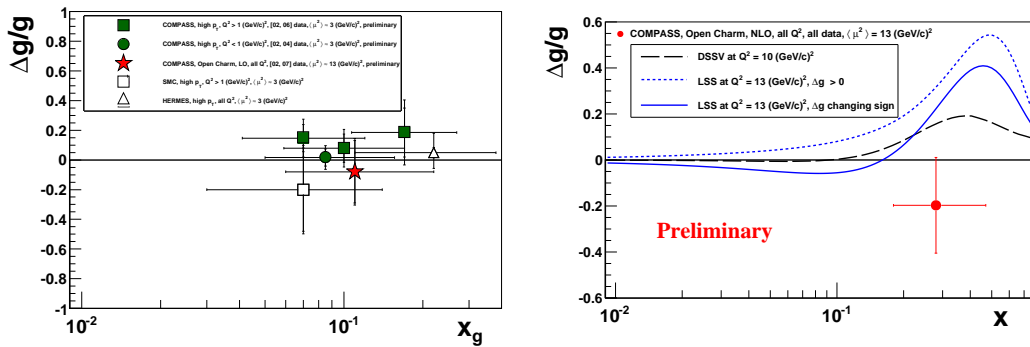 Δg/g
1
0.8
0.6
0.4
0.2
0
-0.2
-0.4
-0.6
-0.8
-1
COMPASS, high p_T, Q² > 1 (GeV/c)², [02, 06] data, ⟨μ²⟩ ~ 3 (GeV/c)², preliminary
COMPASS, high p_T, Q² < 1 (GeV/c)², [02, 04] data, ⟨μ²⟩ ~ 3 (GeV/c)², preliminary
COMPASS, Open Charm, LO, all Q², [02, 07] data, ⟨μ²⟩ ~ 13 (GeV/c)², preliminary
SMC, high p_T, Q² > 1 (GeV/c)², ⟨μ²⟩ ~ 3 (GeV/c)²
HERMES, high p_T, all Q², ⟨μ²⟩ ~ 3 (GeV/c)²
10⁻²
10⁻¹
x_g
Δg/g
0.6
0.4
0.2
0
-0.2
-0.4
-0.6
COMPASS, Open Charm, NLO, all Q², all data, ⟨μ²⟩ = 13 (GeV/c)²
DSSV at Q² = 10 (GeV/c)²
LSS at Q² = 13 (GeV/c)², Δg > 0
LSS at Q² = 13 (GeV/c)², Δg changing sign
Preliminary
10⁻²
10⁻¹
x